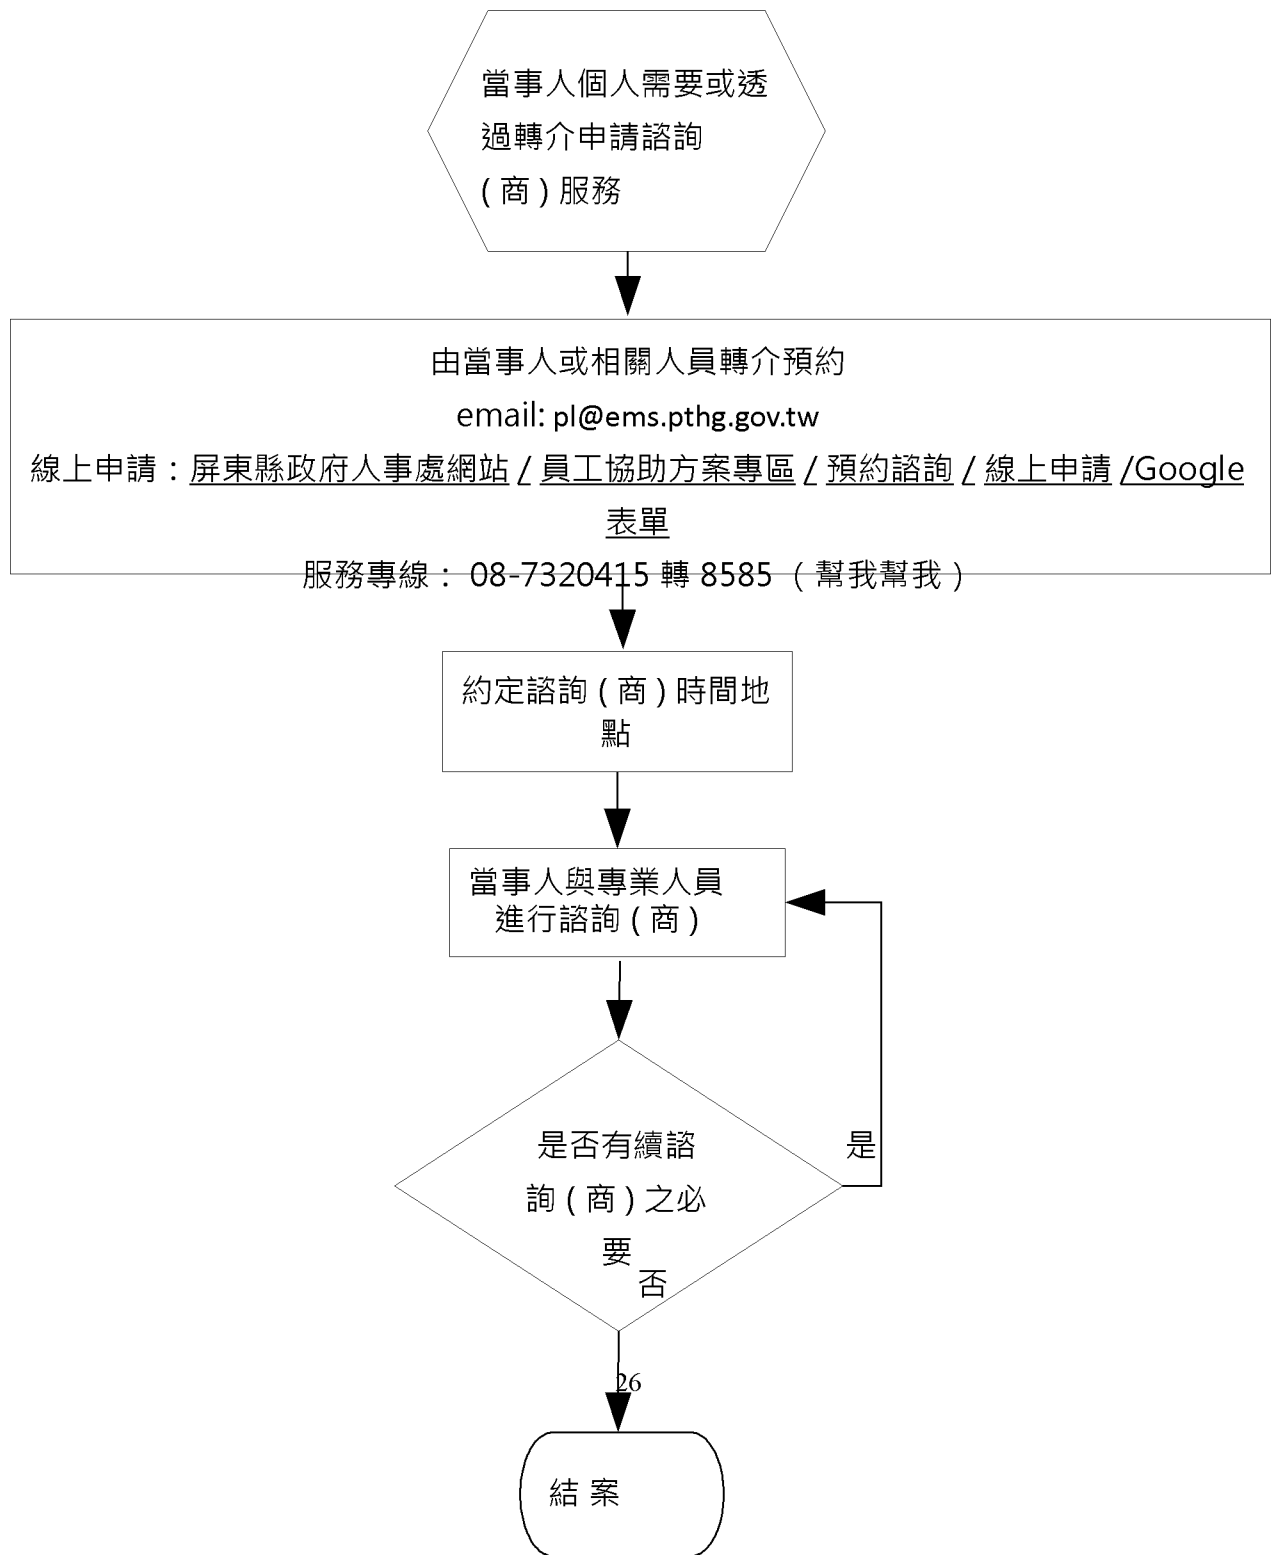 當事人個人需要或透
過轉介申請諮詢
(商)服務
由當事人或相關人員轉介預約
email: pl@ems.pthg.gov.tw
線上申請：屏東縣政府人事處網站 / 員工協助方案專區 / 預約諮詢 / 線上申請 /Google
表單
服務專線： 08-7320415 轉 8585 （幫我幫我）
約定諮詢(商)時間地
點
當事人與專業人員
進行諮詢(商)
是否有續諮
詢(商)之必
要
是
否
26
結 案